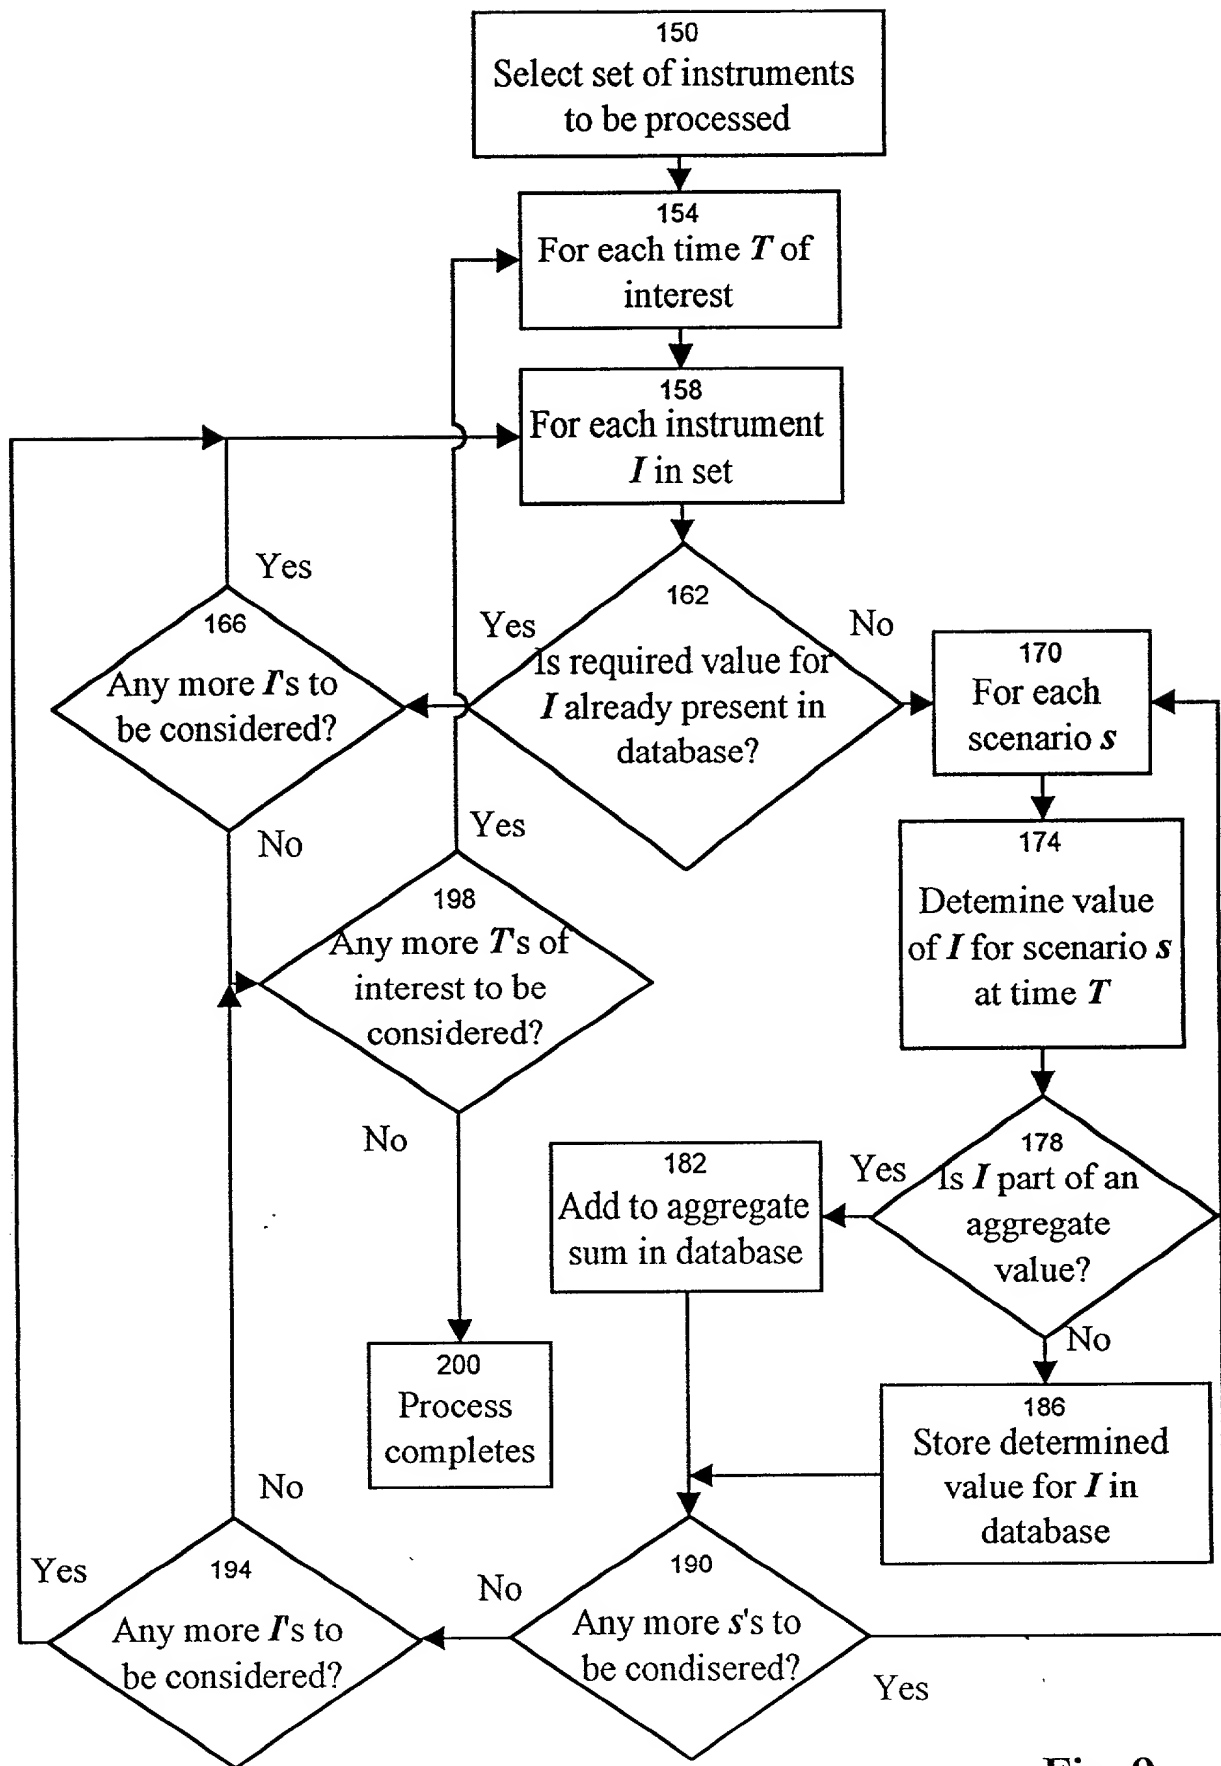 150
Select set of instruments
to be processed
154
For each time T of
interest
158
For each instrument
I in set
162
Is required value for
I already present in
database?
Yes
No
166
Any more I's to
be considered?
Yes
No
170
For each
scenario s
174
Detemine value
of I for scenario s
at time T
178
Is I part of an
aggregate
value?
Yes
No
182
Add to aggregate
sum in database
186
Store determined
value for I in
database
190
Any more s's to
be condisered?
No
Yes
194
Any more I's to
be considered?
Yes
No
198
Any more T's of
interest to be
considered?
Yes
No
200
Process
completes
Fig. 9